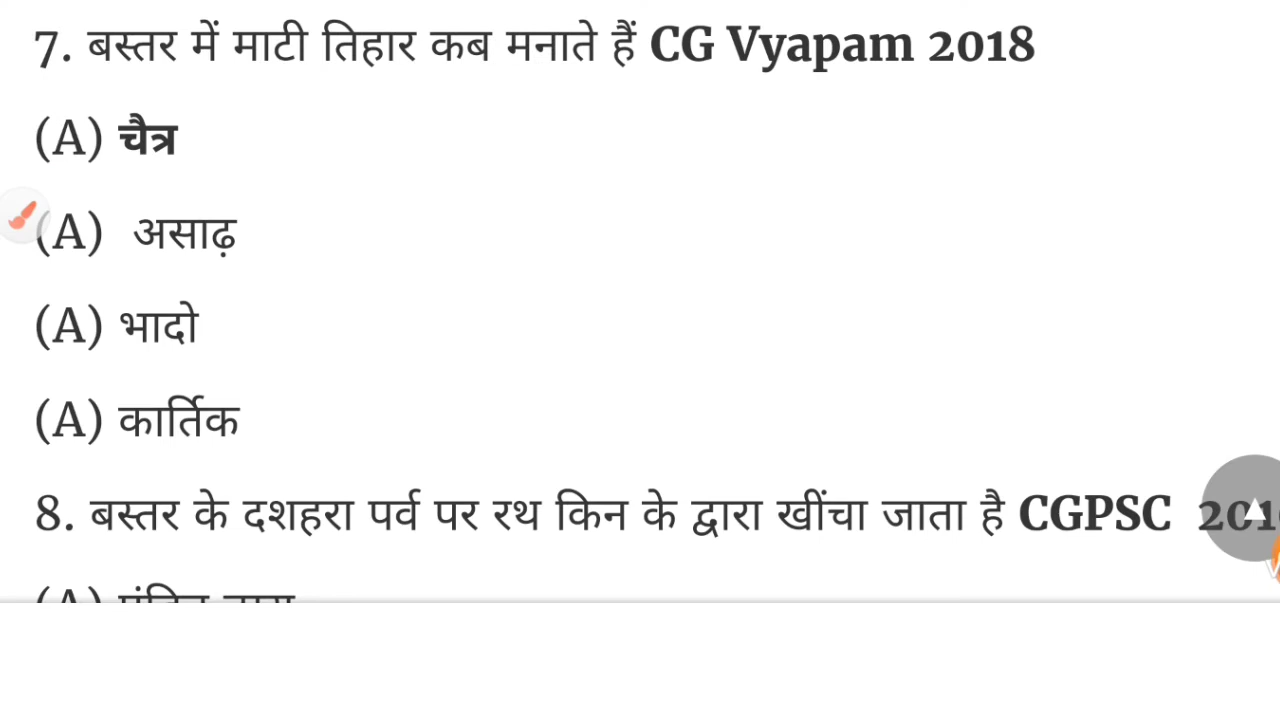 7. बस्तर में माटी तिहार कब मनाते हैं CG Vyapam 2018
(A) चैत्र
(A) असाढ़
(A) भादो
(A) कार्तिक
8. बस्तर के दशहरा पर्व पर रथ किन के द्वारा खींचा जाता है CGPSC
(A)